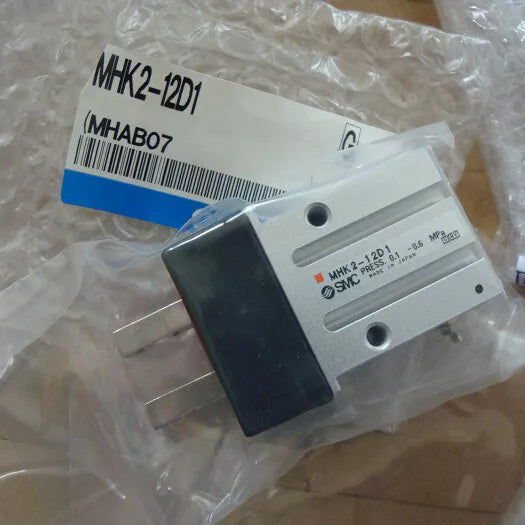 MHK2-12D1
(MHAB07
G
MHK2-12D1
SMC PRESS. 0.1 -0.6 MPa
MADE IN JAPAN